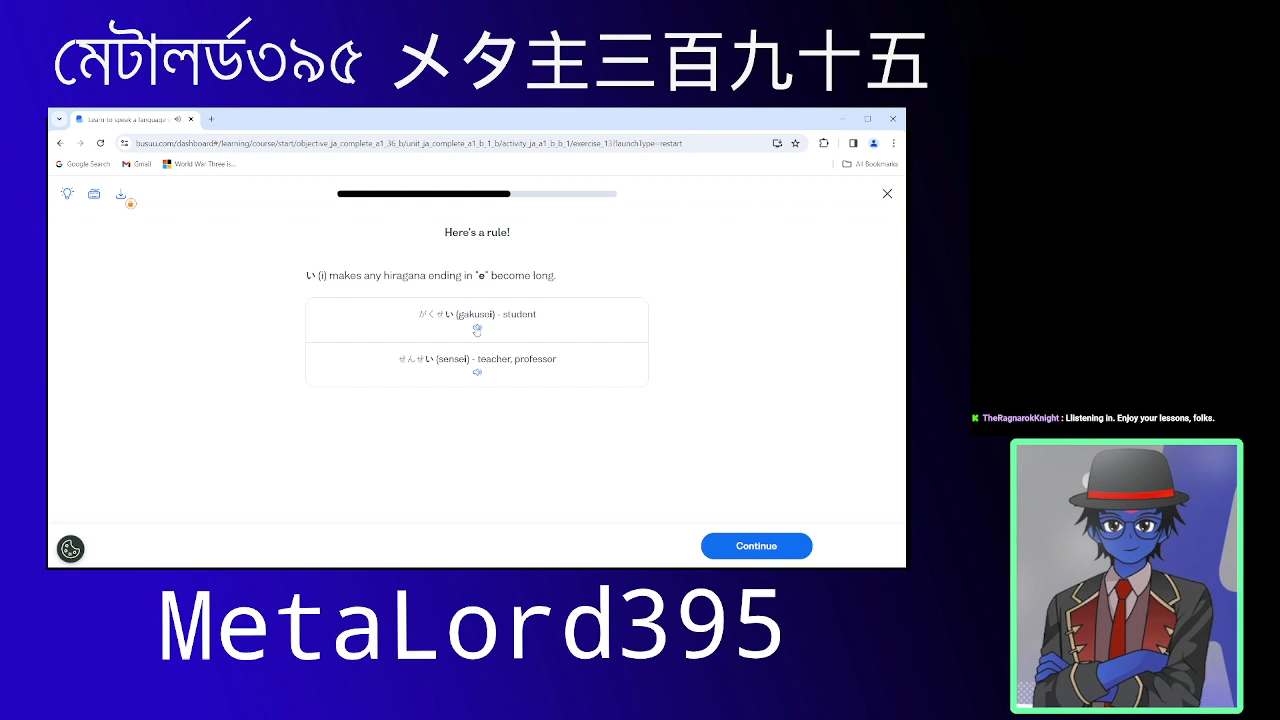 মেটালর্ড৩৯৫ メタ主三百九十五
Learn to speak a language
busuu.com/dashboard#/learning/course/start/objective_ja_complete_a1_36_b/unit_ja_complete_a1_b_1_b/activity_ja_a1_b_b_1/exercise_13?launchType=restart
Google Search Gmail World War Three is... All Bookmarks
Here's a rule!
い (i) makes any hiragana ending in "e" become long.
がくせい (gakusei) - student
せんせい (sensei) - teacher, professor
Continue
TheRagnarokKnight : LIistening in. Enjoy your lessons, folks.
MetaLord395